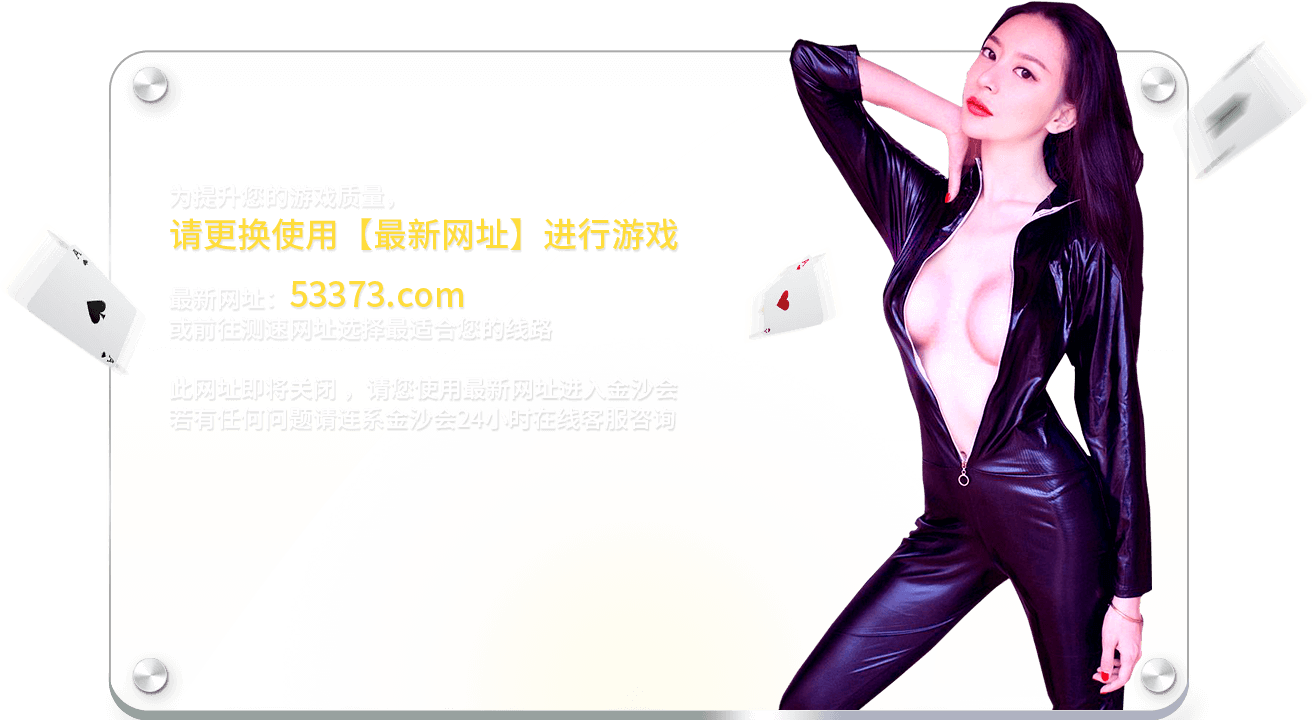 为提升您的游戏质量，
请更换使用【最新网址】进行游戏
最新网址：53373.com
或前往测速网址选择最适合您的线路
此网址即将关闭 ，请您使用最新网址进入金沙会
若有任何问题请连系金沙会24小时在线客服咨询
A
A
A
A